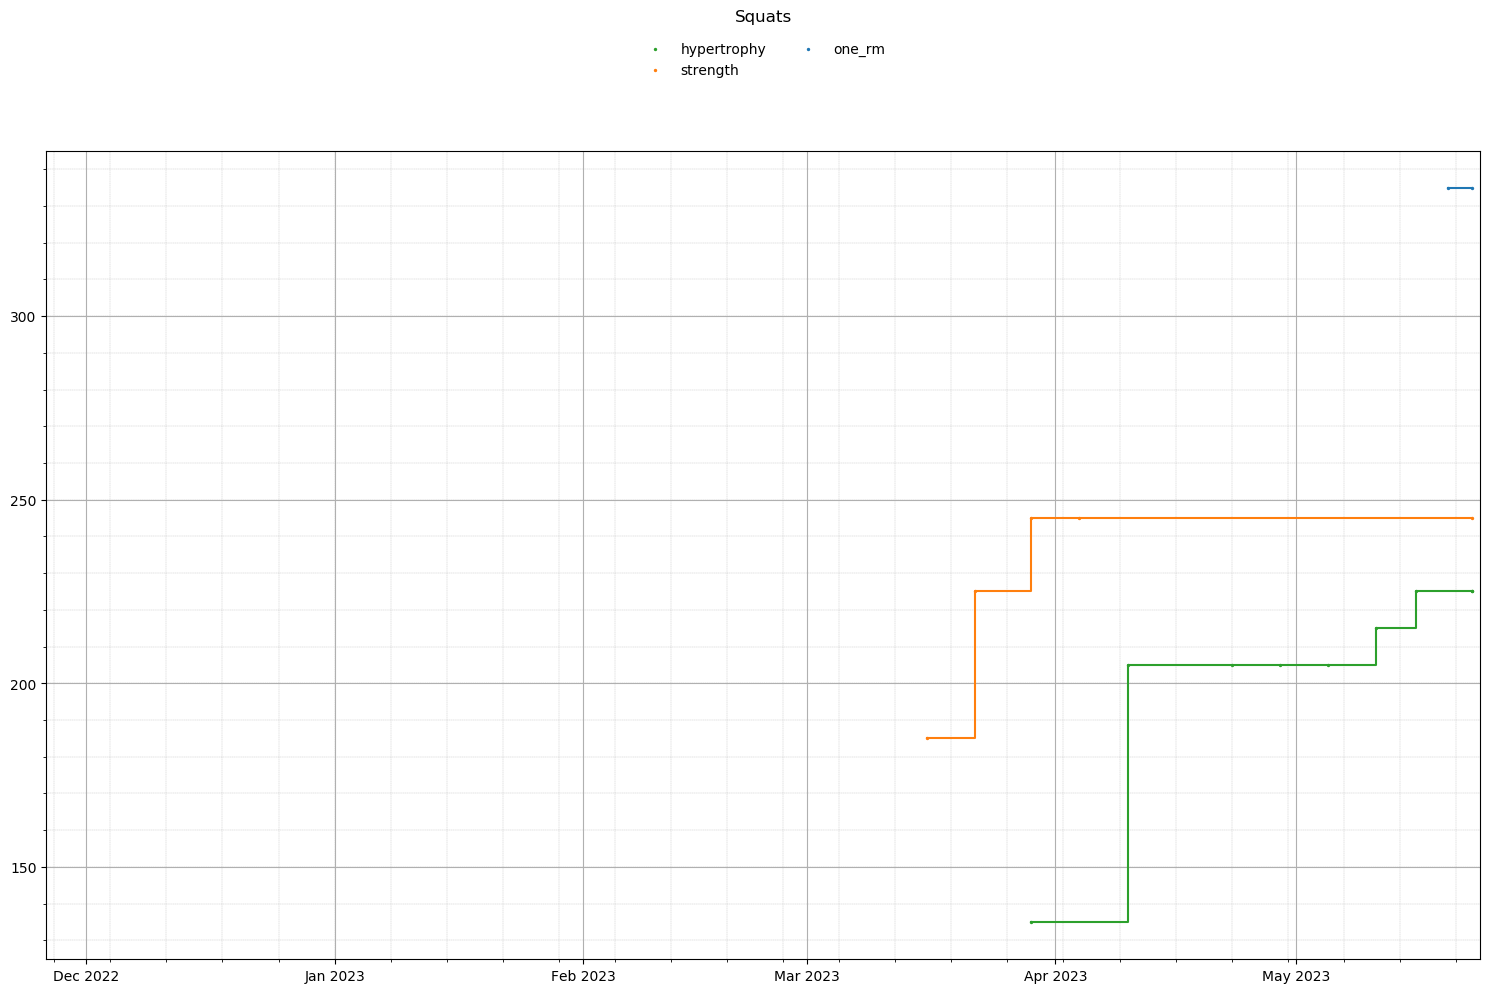 Squats
hypertrophy
one_rm
strength
300
250
200
150
Dec 2022
Jan 2023
Feb 2023
Mar 2023
Apr 2023
May 2023